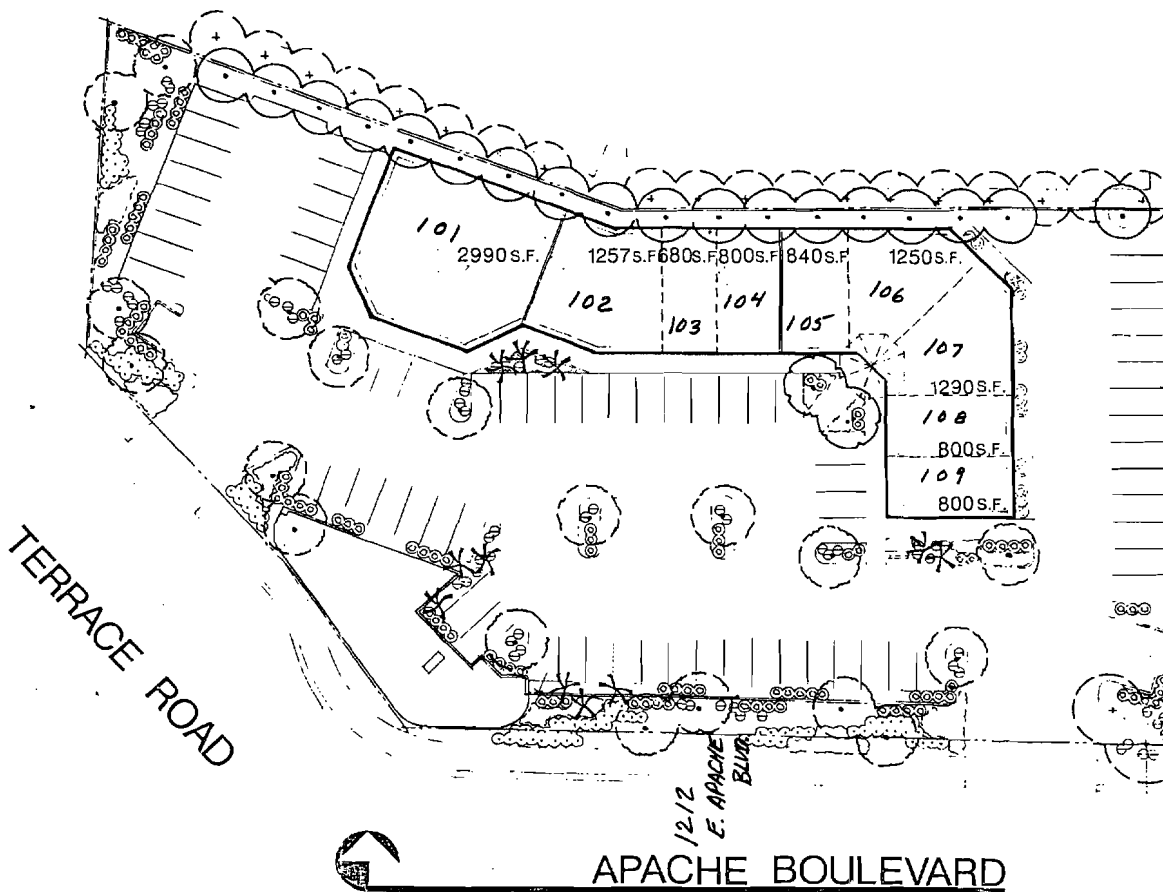 101
2990 S.F.
1257 S.F.
680 S.F.
800 S.F.
840 S.F.
1250 S.F.
102
103
104
105
106
107
1290 S.F.
108
800 S.F.
109
800 S.F.
TERRACE ROAD
1212
E. APACHE
BLVD.
APACHE BOULEVARD